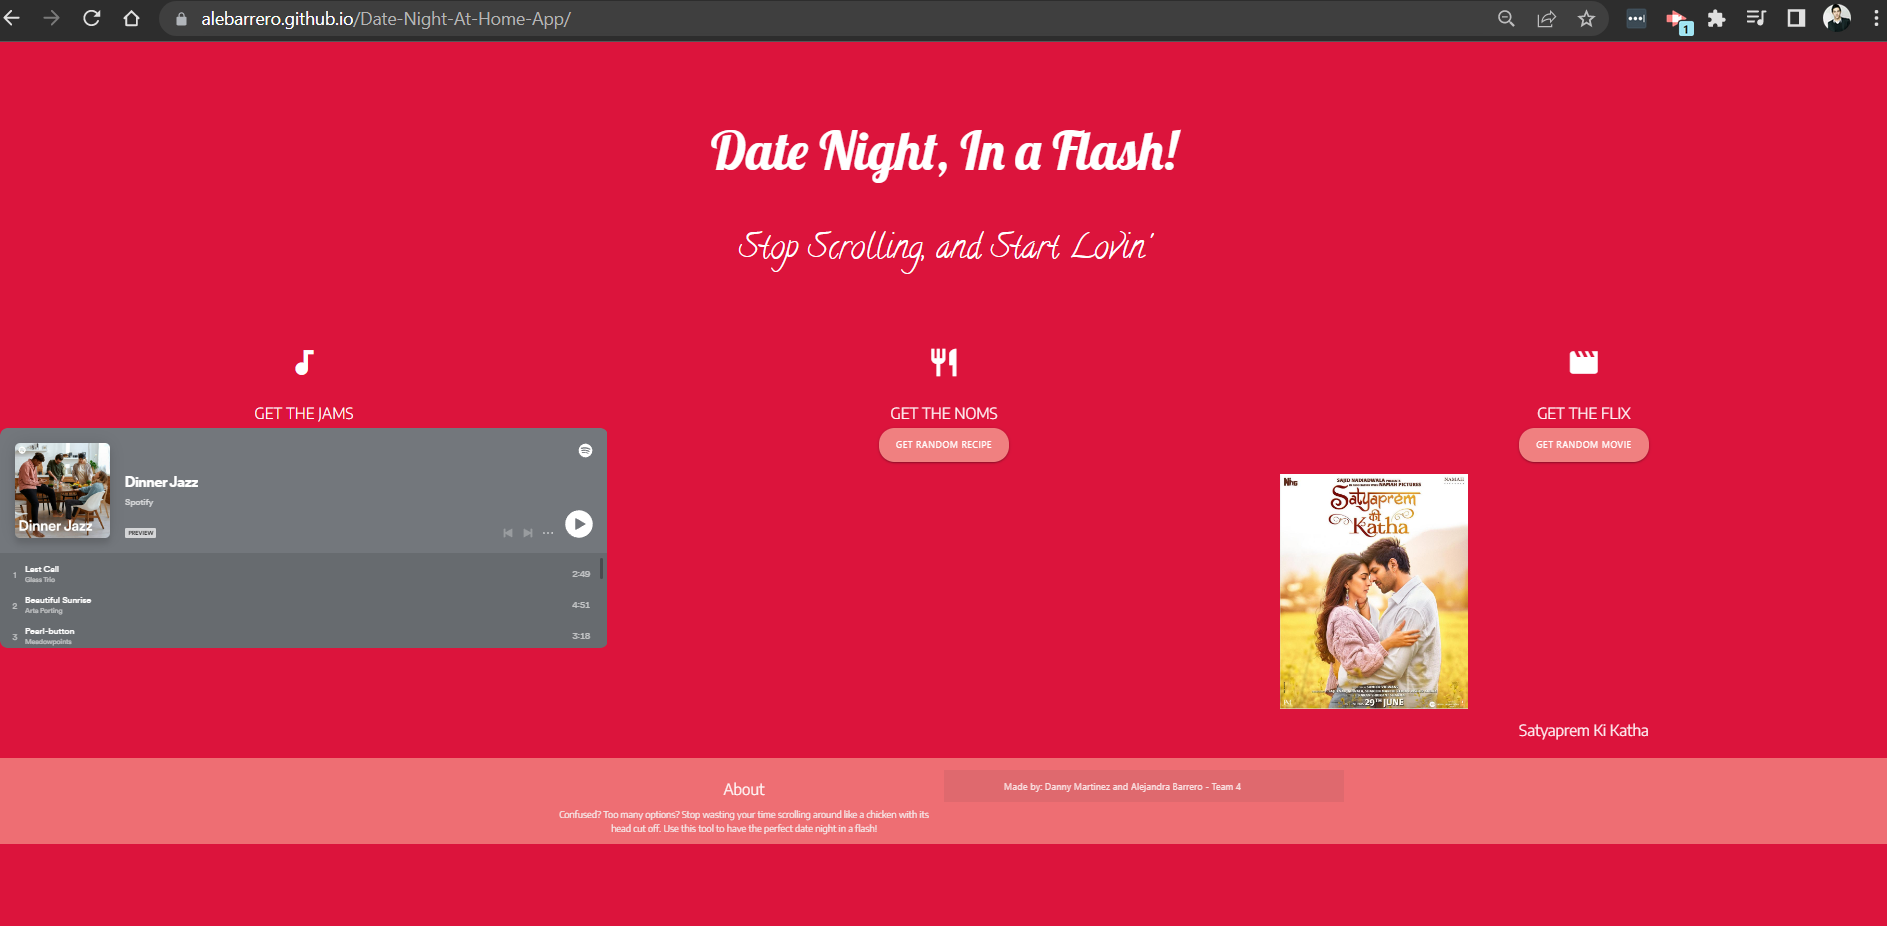 alebarrero.github.io/Date-Night-At-Home-App/
1
Date Night, In a Flash!
Stop Scrolling, and Start Lovin'
GET THE JAMS
Dinner Jazz
Dinner Jazz
Spotify
PREVIEW
1 Last Call 2:49
Glass Trio
2 Beautiful Sunrise 4:51
Arte Porting
3 Pearl-button 3:18
Meadowpoints
GET THE NOMS
GET RANDOM RECIPE
GET THE FLIX
GET RANDOM MOVIE
SAJID NADIADWALA
NAMAH PICTURES
NAMAH
Satyaprem
की
Katha
29TH JUNE
Satyaprem Ki Katha
About
Confused? Too many options? Stop wasting your time scrolling around like a chicken with its
head cut off. Use this tool to have the perfect date night in a flash!
Made by: Danny Martinez and Alejandra Barrero - Team 4